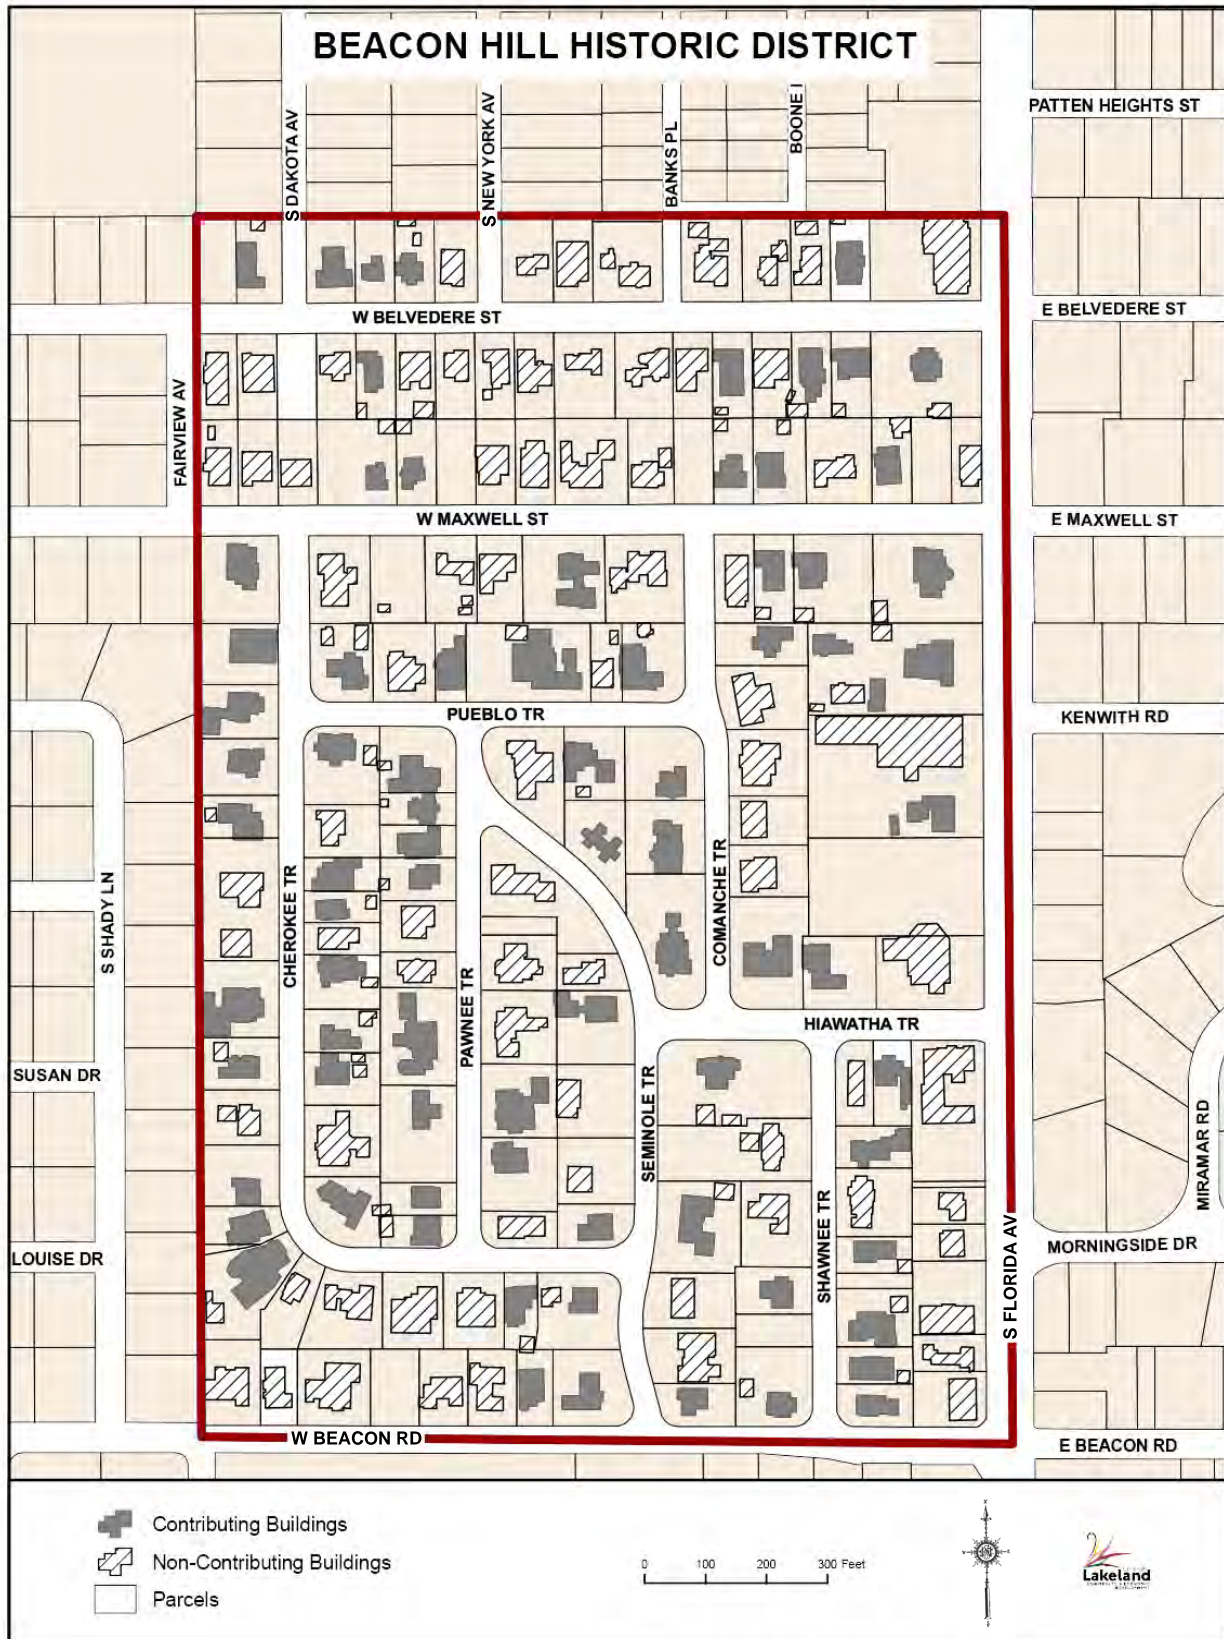 BEACON HILL HISTORIC DISTRICT
PATTEN HEIGHTS ST
S DAKOTA AV
S NEW YORK AV
BANKS PL
BOONE
W BELVEDERE ST
E BELVEDERE ST
FAIRVIEW AV
W MAXWELL ST
E MAXWELL ST
PUEBLO TR
KENWITH RD
S SHADY LN
CHEROKEE TR
PAWNEE TR
COMANCHE TR
HIAWATHA TR
SUSAN DR
SEMINOLE TR
SHAWNEE TR
S FLORIDA AV
MIRAMAR RD
LOUISE DR
MORNINGSIDE DR
W BEACON RD
E BEACON RD
Contributing Buildings
Non-Contributing Buildings
Parcels
0 100 200 300 Feet
Lakeland